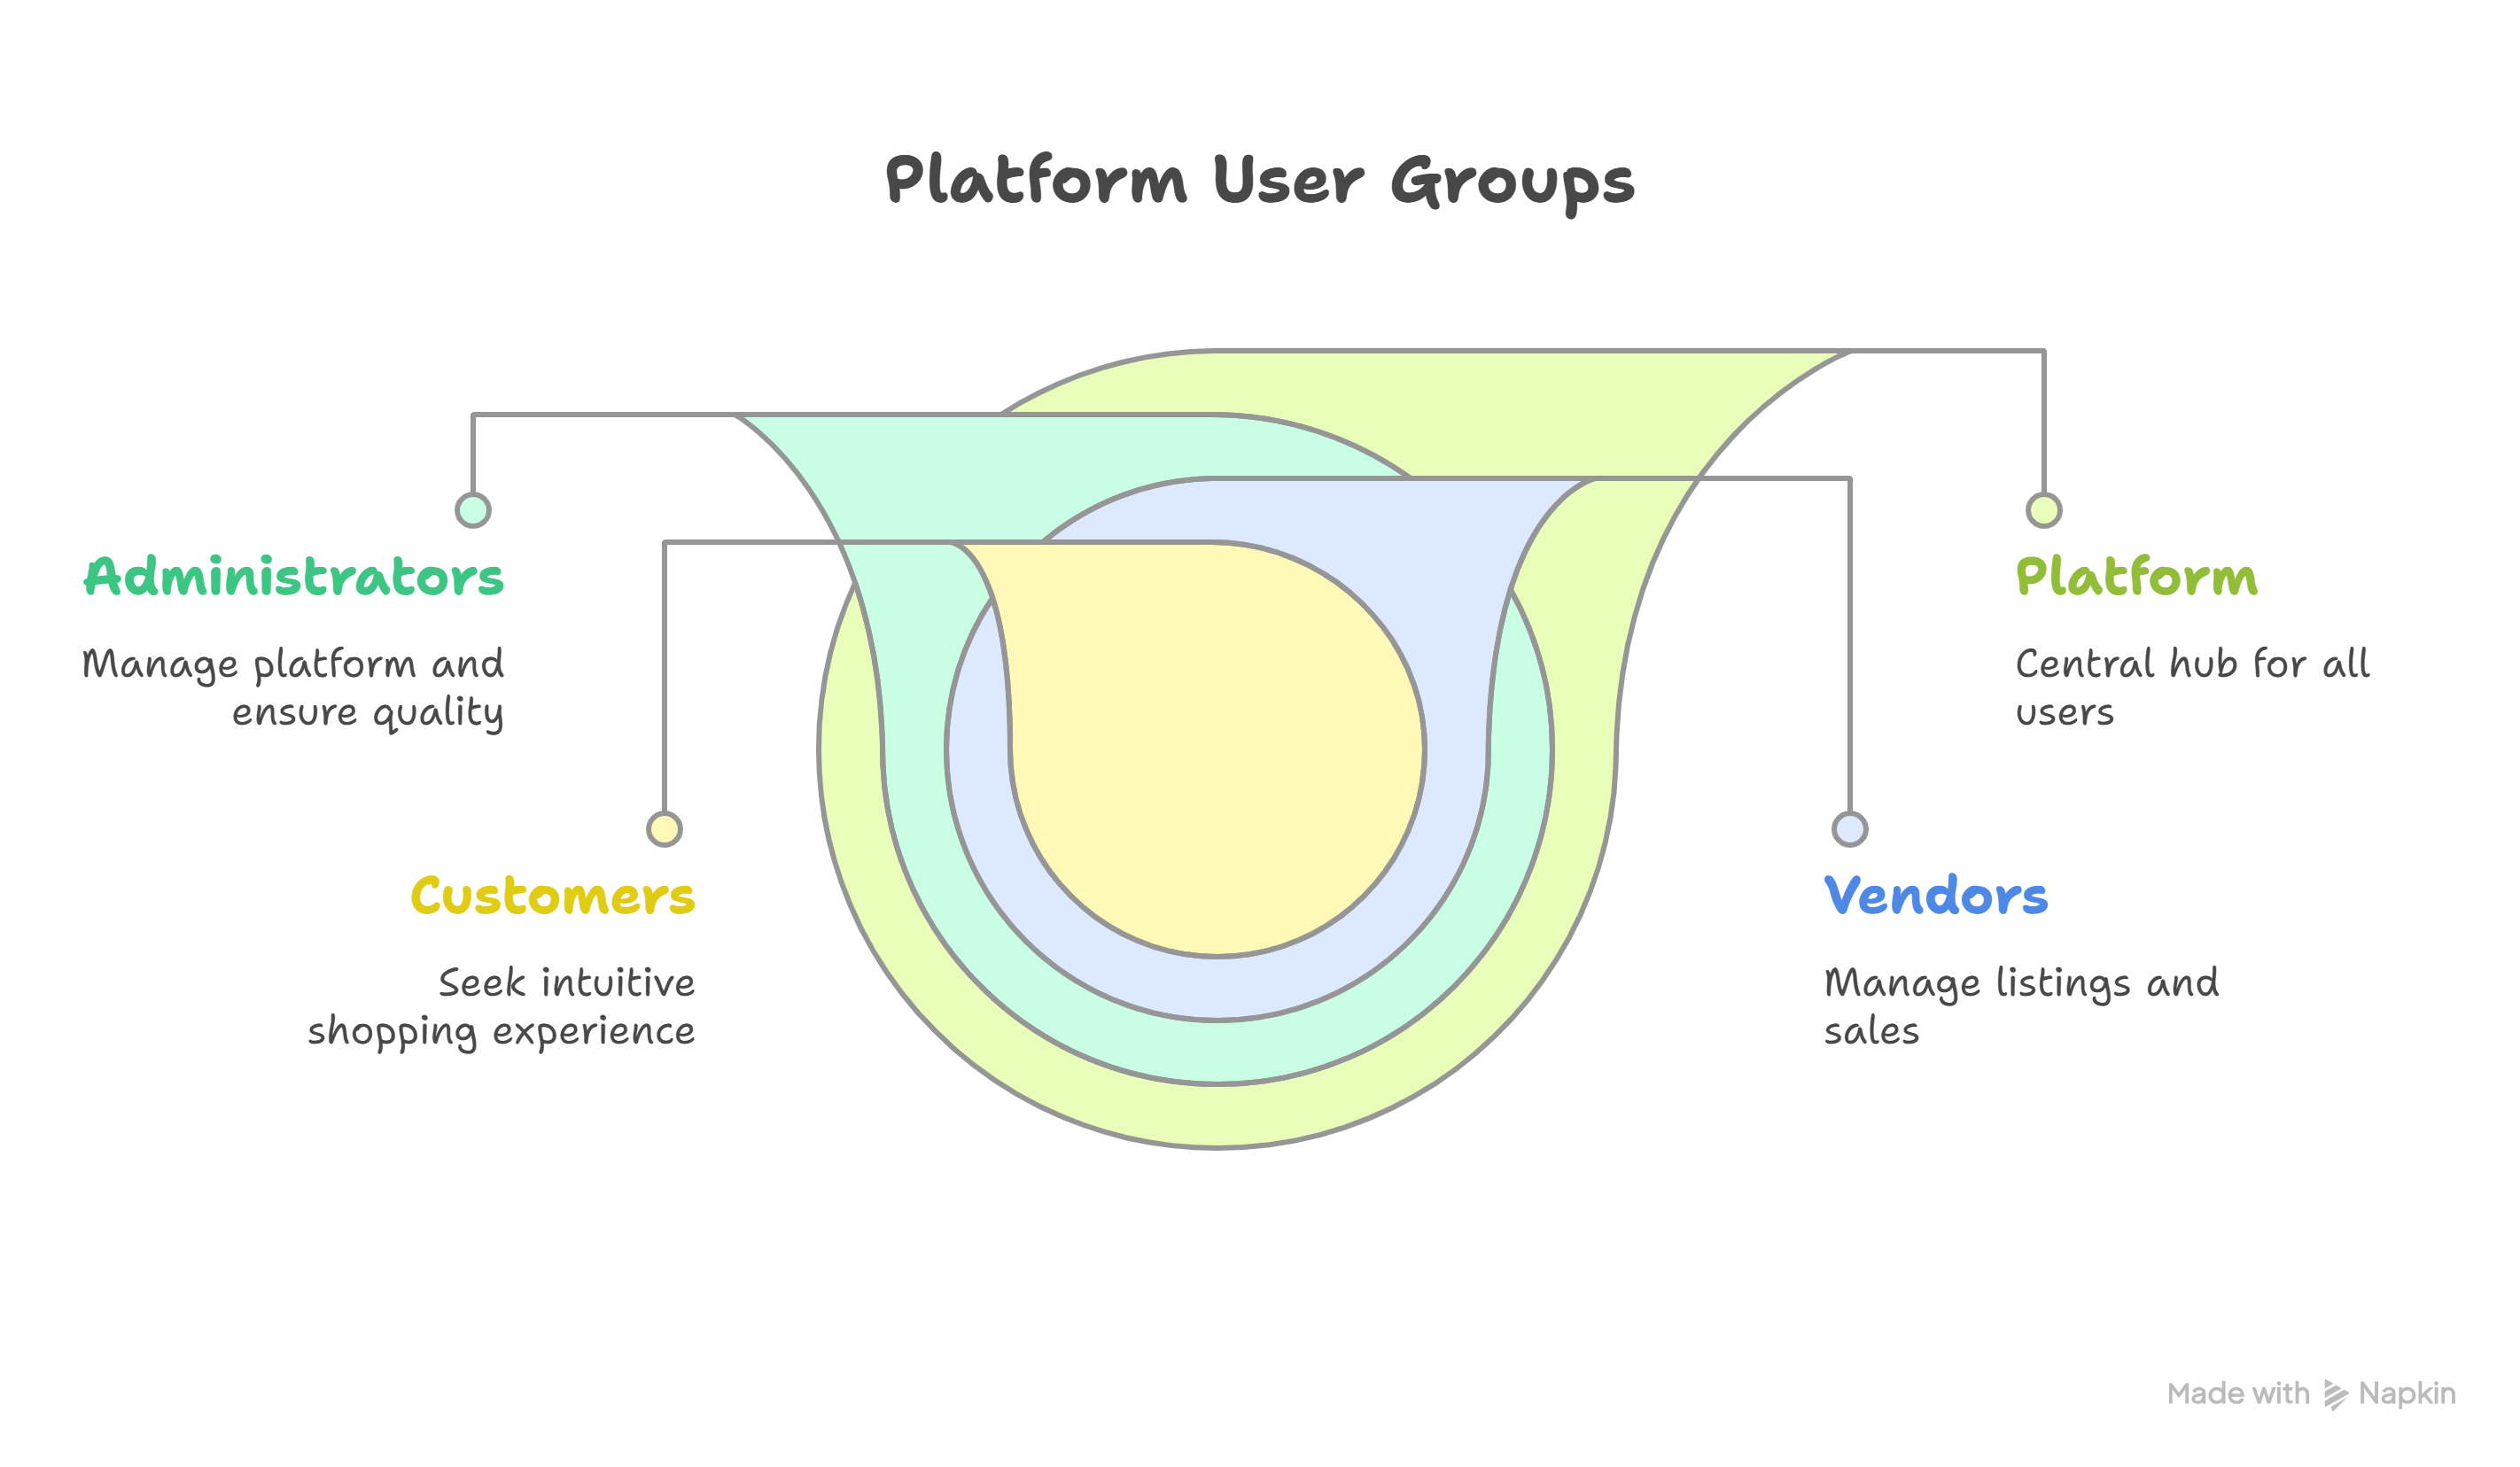 Platform User Groups
Administrators
Manage platform and
ensure quality
Platform
Central hub for all
users
Customers
Seek intuitive
shopping experience
Vendors
Manage listings and
sales
Made with Napkin